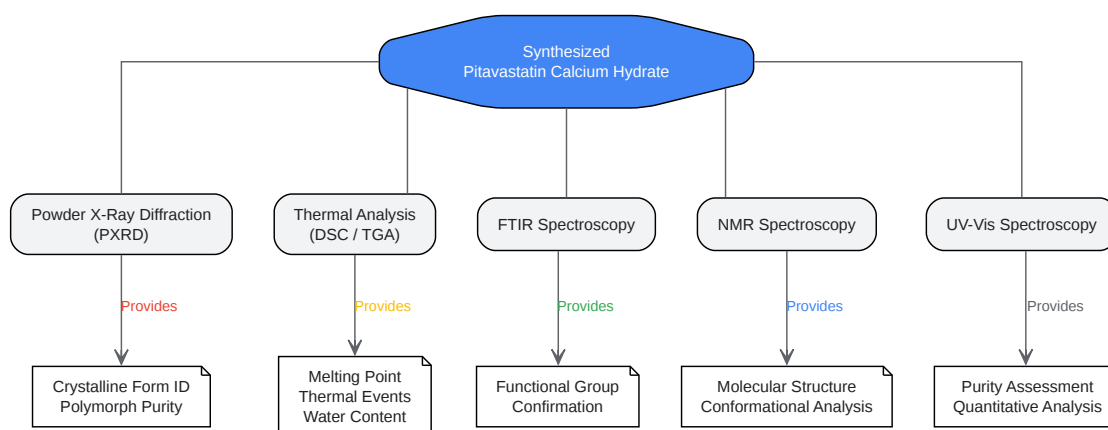 Synthesized
Pitavastatin Calcium Hydrate
Powder X-Ray Diffraction
(PXRD)
Thermal Analysis
(DSC / TGA)
FTIR Spectroscopy
NMR Spectroscopy
UV-Vis Spectroscopy
Provides
Provides
Provides
Provides
Provides
Crystalline Form ID
Polymorph Purity
Melting Point
Thermal Events
Water Content
Functional Group
Confirmation
Molecular Structure
Conformational Analysis
Purity Assessment
Quantitative Analysis